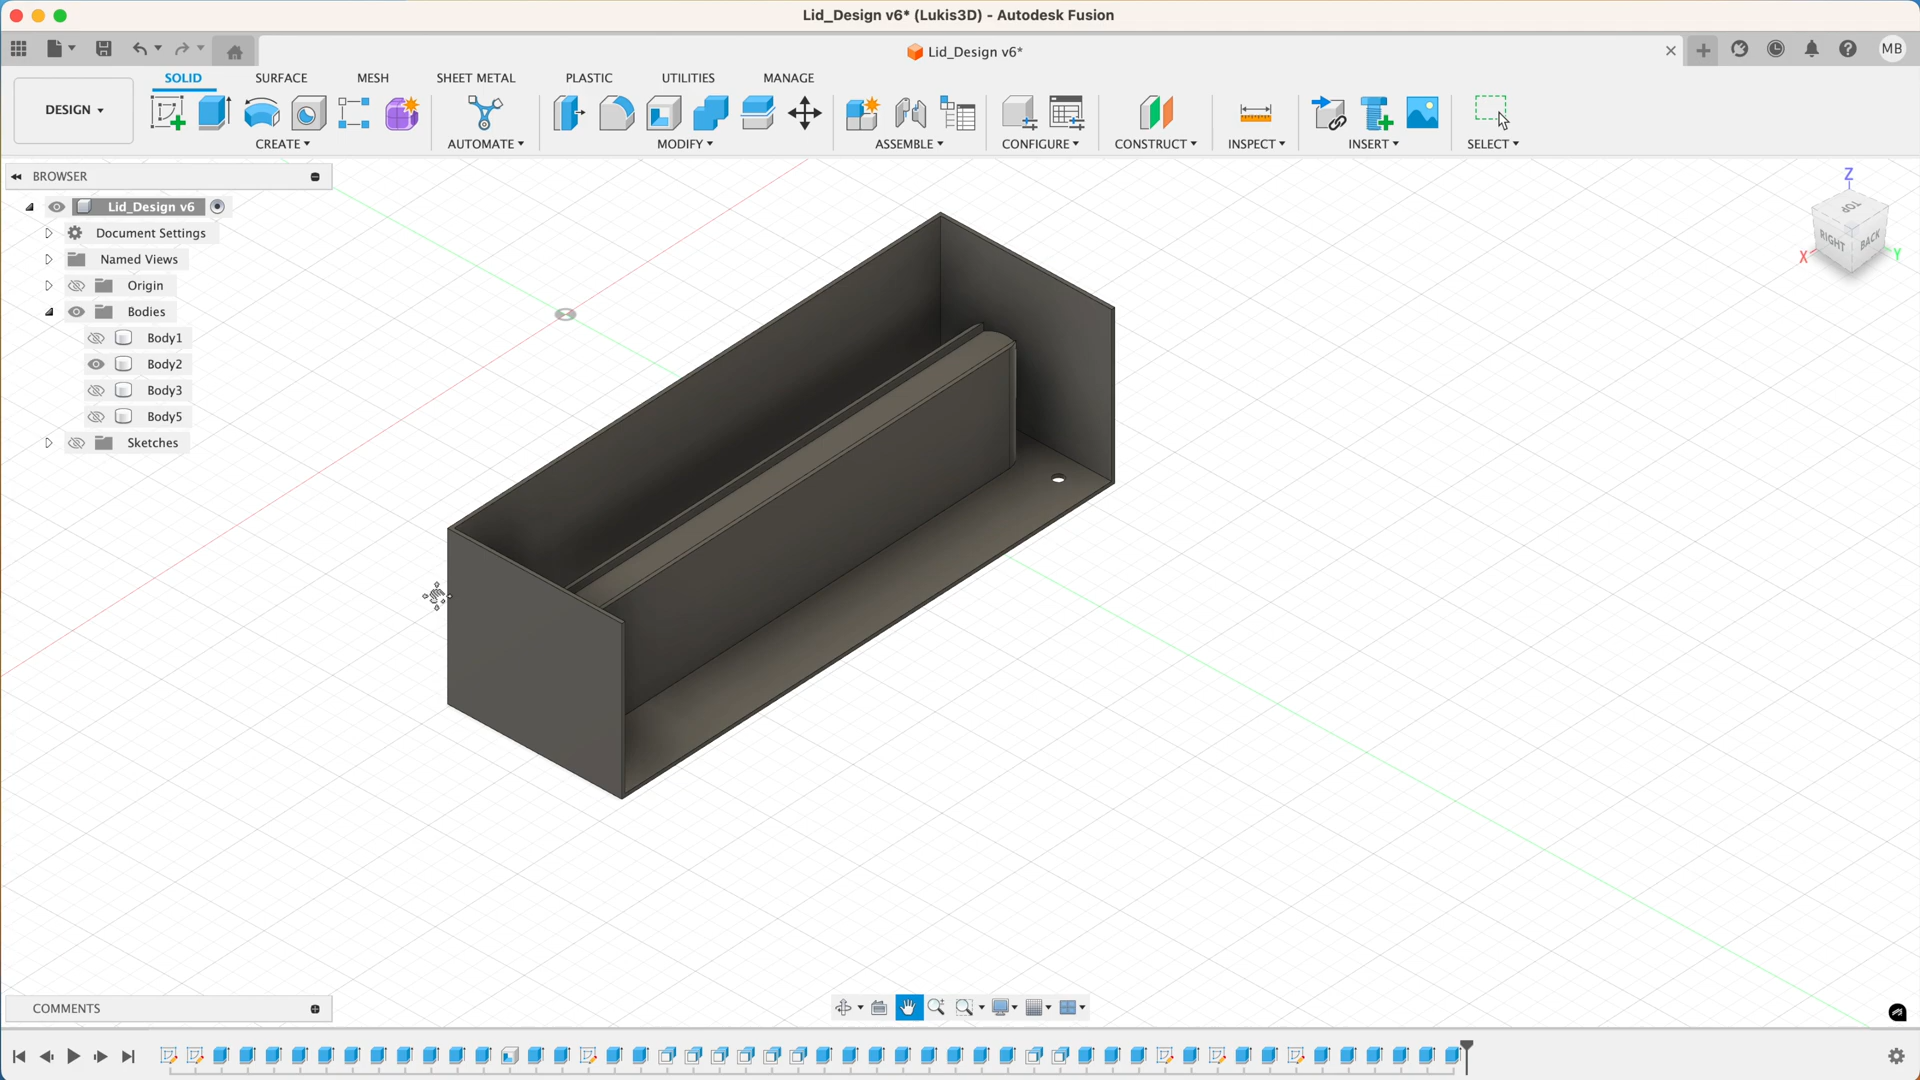 Lid_Design v6* (Lukis3D) - Autodesk Fusion
Lid_Design v6*
MB
DESIGN
SOLID
SURFACE
MESH
SHEET METAL
PLASTIC
UTILITIES
MANAGE
CREATE
AUTOMATE
MODIFY
ASSEMBLE
CONFIGURE
CONSTRUCT
INSPECT
INSERT
SELECT
BROWSER
Lid_Design v6
Document Settings
Named Views
Origin
Bodies
Body1
Body2
Body3
Body5
Sketches
Z
TOP
RIGHT
BACK
X
Y
COMMENTS